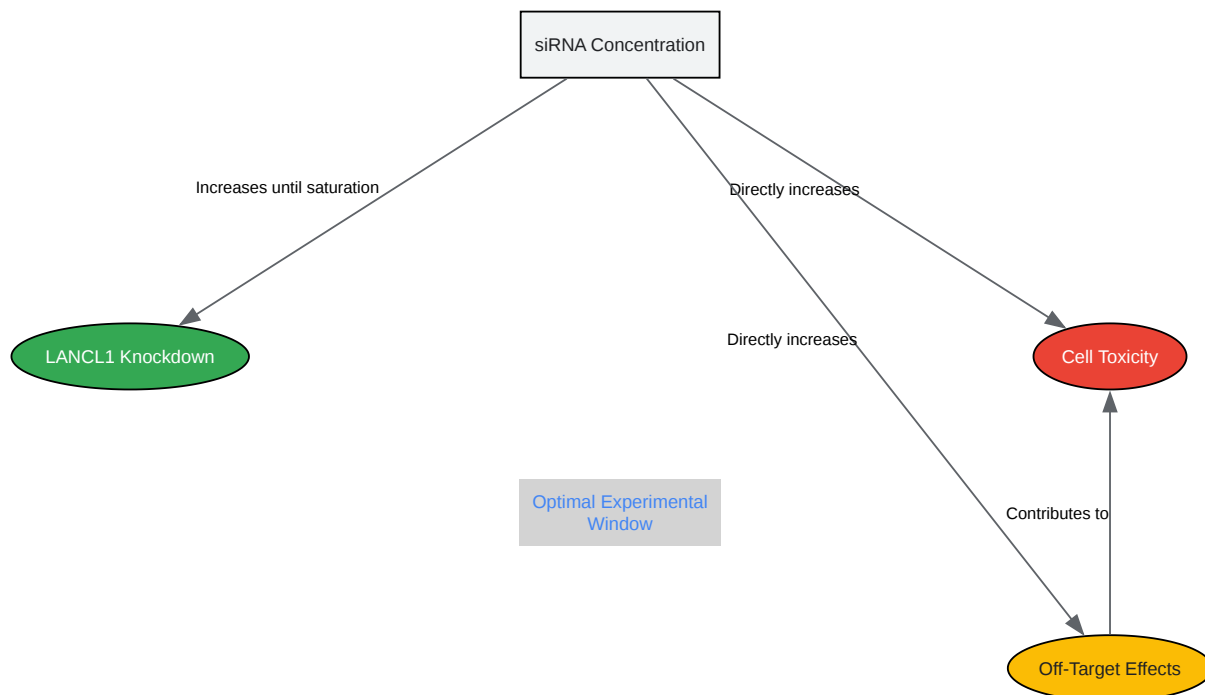 siRNA Concentration
Increases until saturation
Directly increases
Directly increases
LANCL1 Knockdown
Cell Toxicity
Optimal Experimental
Window
Contributes to
Off-Target Effects